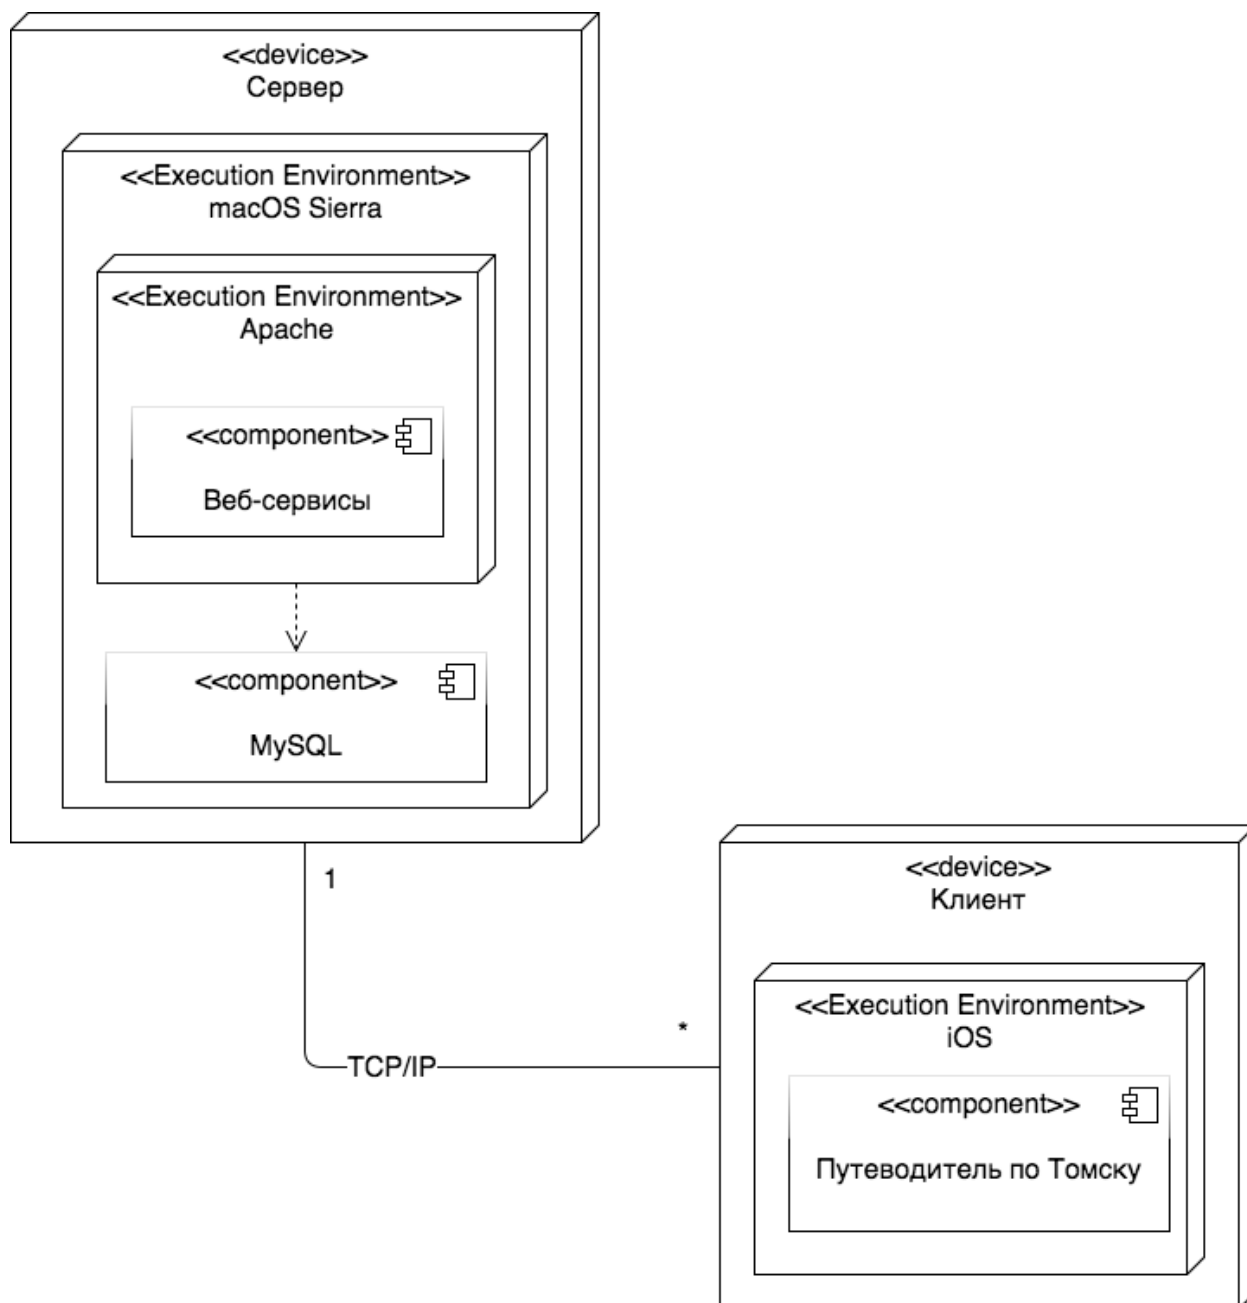 <<device>>
Сервер
<<Execution Environment>>
macOS Sierra
<<Execution Environment>>
Apache
<<component>>
Веб-сервисы
<<component>>
MySQL
1
*
TCP/IP
<<device>>
Клиент
<<Execution Environment>>
iOS
<<component>>
Путеводитель по Томску